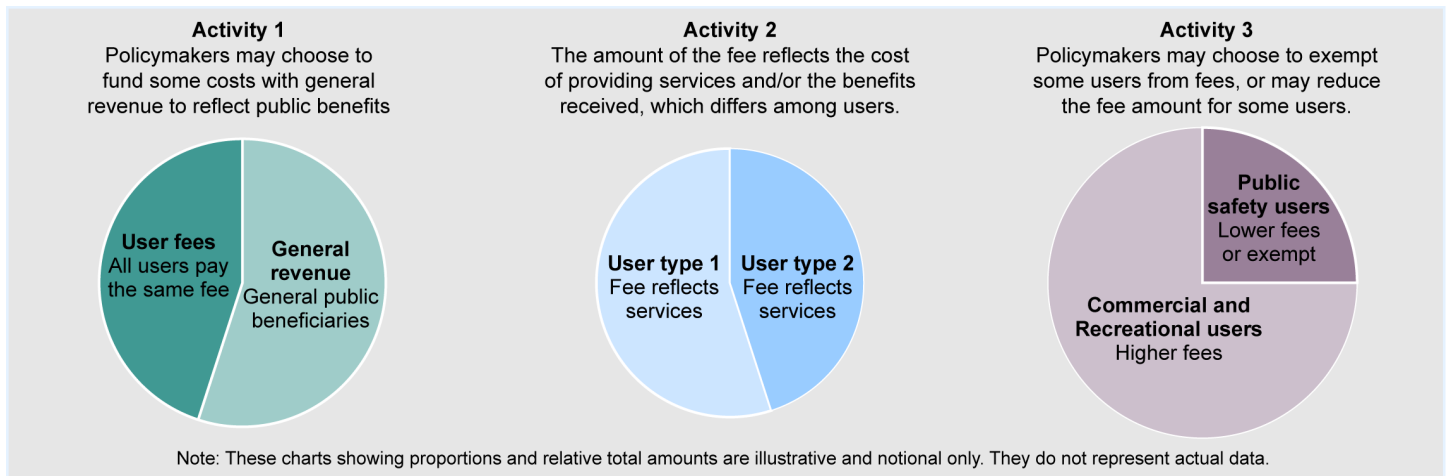 Activity 1
Policymakers may choose to
fund some costs with general
revenue to reflect public benefits
User fees
All users pay
the same fee
General
revenue
General public
beneficiaries
Activity 2
The amount of the fee reflects the cost
of providing services and/or the benefits
received, which differs among users.
User type 1
Fee reflects
services
User type 2
Fee reflects
services
Activity 3
Policymakers may choose to exempt
some users from fees, or may reduce
the fee amount for some users.
Public
safety users
Lower fees
or exempt
Commercial and
Recreational users
Higher fees
Note: These charts showing proportions and relative total amounts are illustrative and notional only. They do not represent actual data.